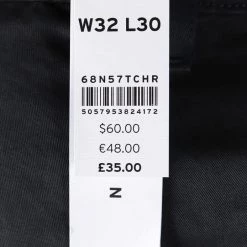 W32 L30
68N57TCHR
5057953824172
$60.00
€48.00
£35.00
Z